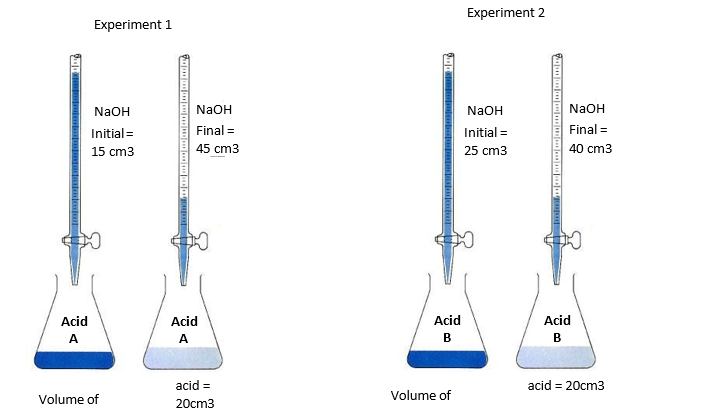 Experiment 1
NaOH
Initial =
15 cm3
NaOH
Final =
45 cm3
Acid
A
Acid
A
Volume of
acid =
20cm3
Experiment 2
NaOH
Initial =
25 cm3
NaOH
Final =
40 cm3
Acid
B
Acid
B
Volume of
acid = 20cm3